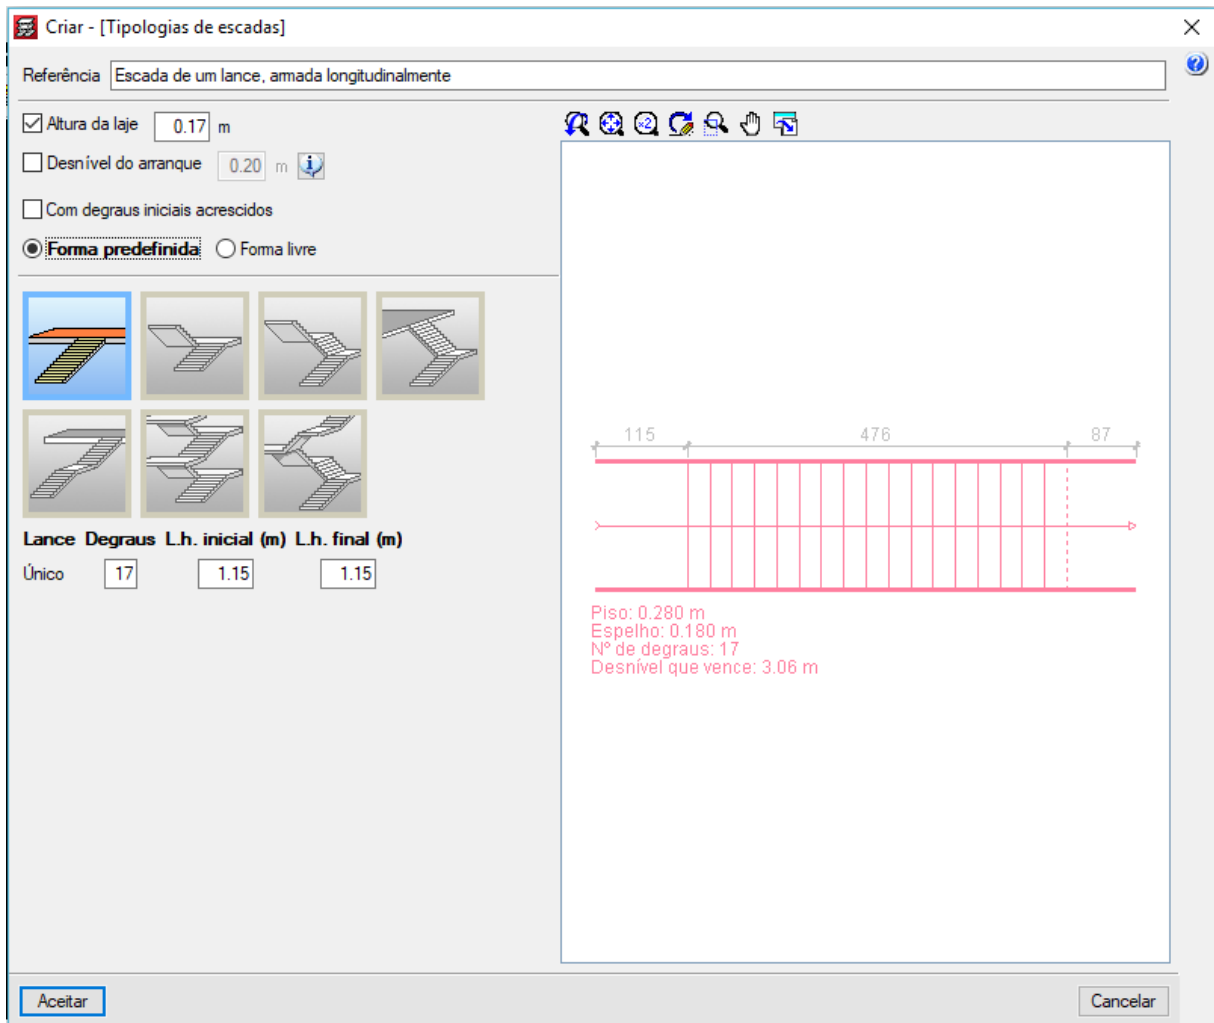 Criar - [Tipologias de escadas]
Referência Escada de um lance, armada longitudinalmente
Altura da laje 0.17 m
Desnível do arranque 0.20 m
Com degraus iniciais acrescidos
Forma predefinida Forma livre
Lance Degraus L.h. inicial (m) L.h. final (m)
Único 17 1.15 1.15
×2
115 476 87
Piso: 0.280 m
Espelho: 0.180 m
Nº de degraus: 17
Desnível que vence: 3.06 m
Aceitar Cancelar